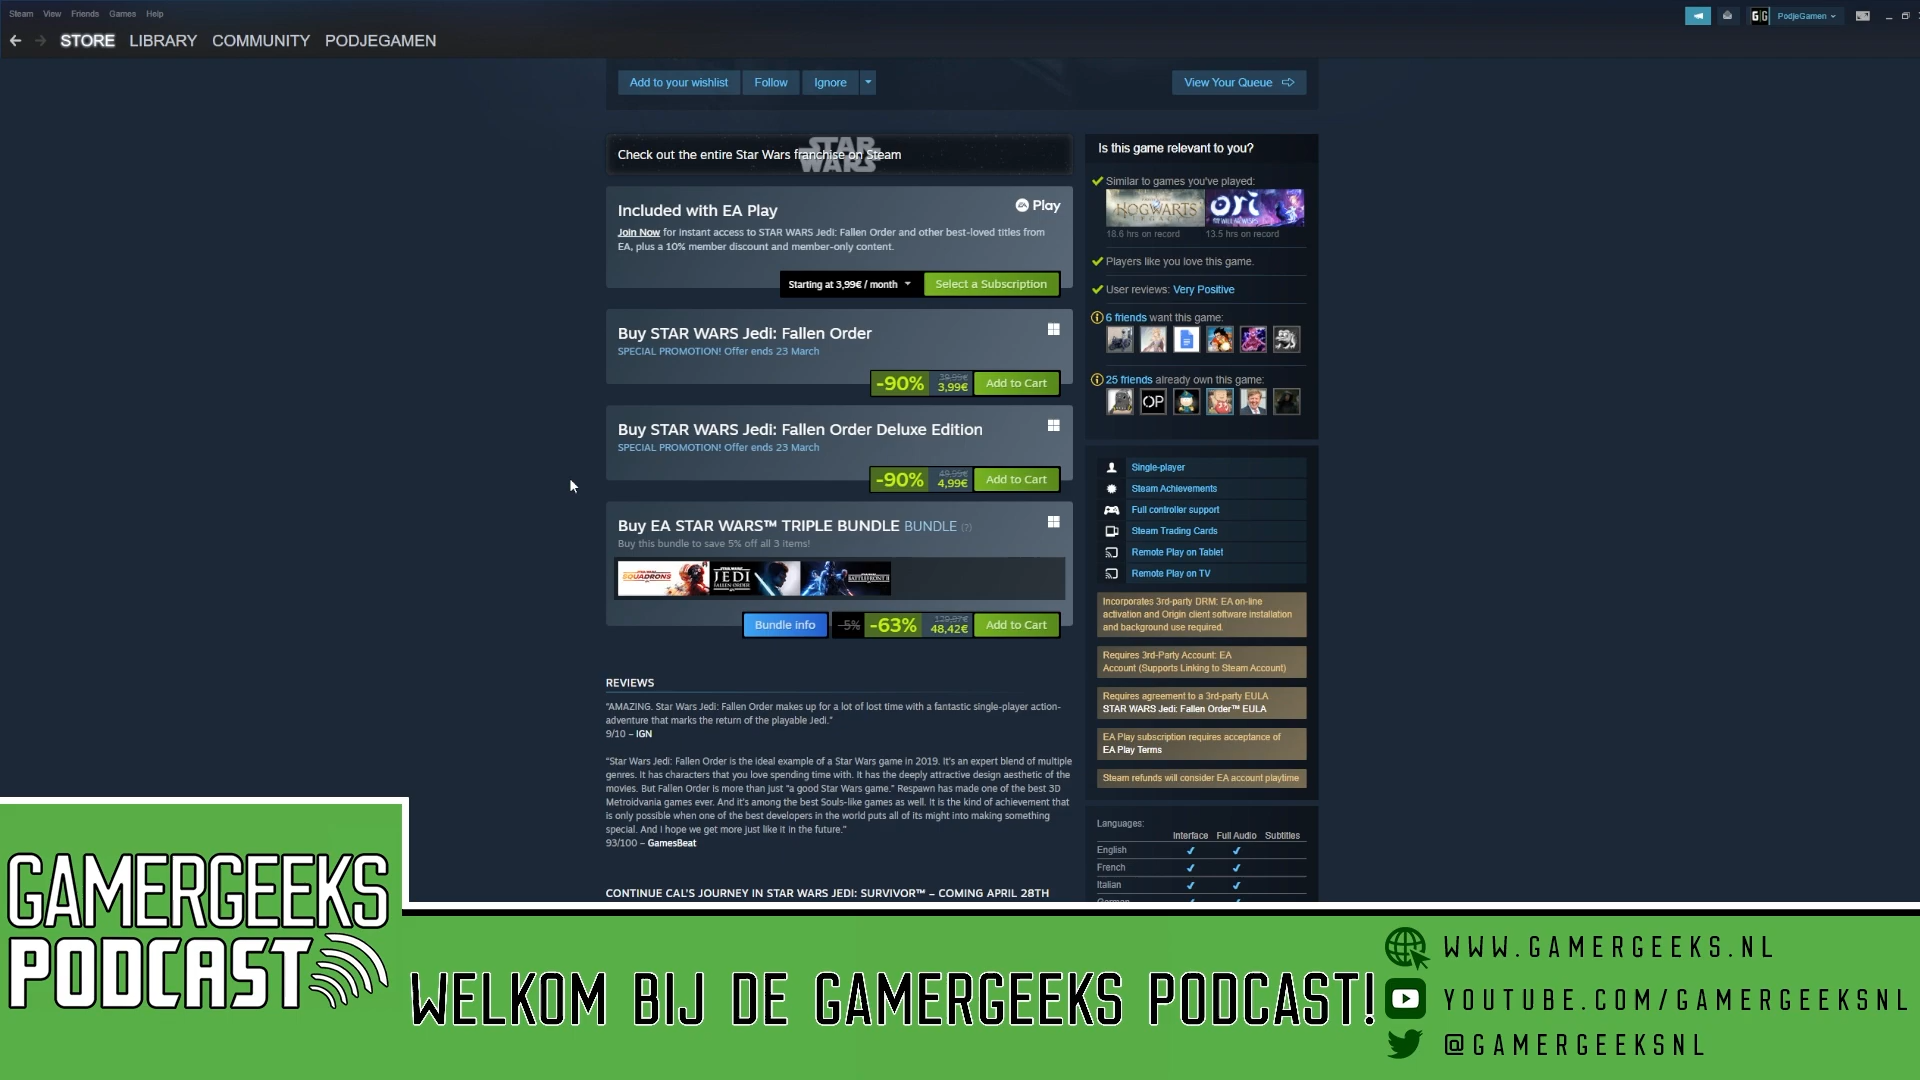 Steam View Friends Games Help
PodjeGamen
STORE LIBRARY COMMUNITY PODJEGAMEN
Add to your wishlist Follow Ignore
View Your Queue
STAR WARS
Check out the entire Star Wars franchise on Steam
Included with EA Play
EA Play
Join Now for instant access to STAR WARS Jedi: Fallen Order and other best-loved titles from
EA, plus a 10% member discount and member-only content.
Starting at 3,99€ / month
Select a Subscription
Buy STAR WARS Jedi: Fallen Order
SPECIAL PROMOTION! Offer ends 23 March
-90% 39,99€ 3,99€ Add to Cart
Buy STAR WARS Jedi: Fallen Order Deluxe Edition
SPECIAL PROMOTION! Offer ends 23 March
-90% 49,99€ 4,99€ Add to Cart
Buy EA STAR WARS™ TRIPLE BUNDLE BUNDLE (?)
Buy this bundle to save 5% off all 3 items!
SQUADRONS JEDI FALLEN ORDER BATTLEFRONT II
Bundle info -5% -63% 129,97€ 48,42€ Add to Cart
REVIEWS
“AMAZING. Star Wars Jedi: Fallen Order makes up for a lot of lost time with a fantastic single-player action-
adventure that marks the return of the playable Jedi.”
9/10 – IGN
“Star Wars Jedi: Fallen Order is the ideal example of a Star Wars game in 2019. It's an expert blend of multiple
genres. It has characters that you love spending time with. It has the deeply attractive design aesthetic of the
movies. But Fallen Order is more than just “a good Star Wars game.” Respawn has made one of the best 3D
Metroidvania games ever. And it's among the best Souls-like games as well. It is the kind of achievement that
is only possible when one of the best developers in the world puts all of its might into making something
special. And I hope we get more just like it in the future.”
93/100 – GamesBeat
CONTINUE CAL'S JOURNEY IN STAR WARS JEDI: SURVIVOR™ – COMING APRIL 28TH
Is this game relevant to you?
Similar to games you've played:
HOGWARTS ori
18.6 hrs on record 13.5 hrs on record
Players like you love this game.
User reviews: Very Positive
6 friends want this game:
25 friends already own this game:
OP
Single-player
Steam Achievements
Full controller support
Steam Trading Cards
Remote Play on Tablet
Remote Play on TV
Incorporates 3rd-party DRM: EA on-line
activation and Origin client software installation
and background use required.
Requires 3rd-Party Account: EA
Account (Supports Linking to Steam Account)
Requires agreement to a 3rd-party EULA
STAR WARS Jedi: Fallen Order™ EULA
EA Play subscription requires acceptance of
EA Play Terms
Steam refunds will consider EA account playtime
Languages:
Interface Full Audio Subtitles
English
French
Italian
German
GAMERGEEKS
PODCAST
WELKOM BIJ DE GAMERGEEKS PODCAST!
WWW.GAMERGEEKS.NL
YOUTUBE.COM/GAMERGEEKSNL
@GAMERGEEKSNL